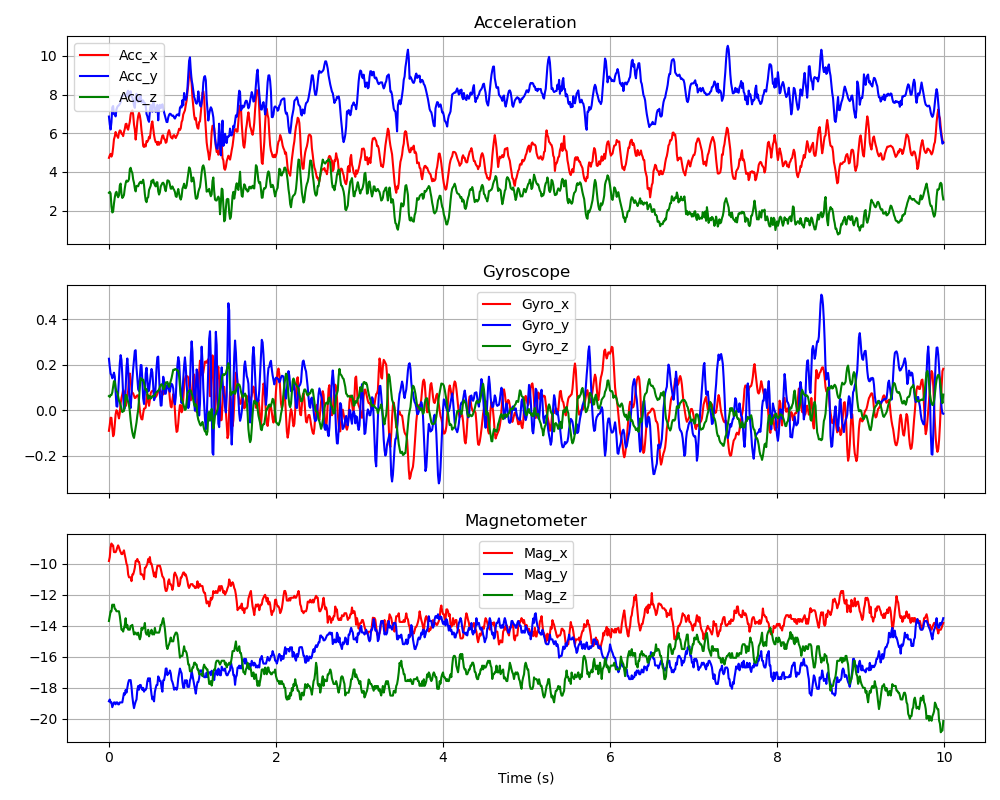 Acceleration
10
8
6
4
2
Acc_x
Acc_y
Acc_z
Gyroscope
0.4
0.2
0.0
−0.2
Gyro_x
Gyro_y
Gyro_z
Magnetometer
−10
−12
−14
−16
−18
−20
Mag_x
Mag_y
Mag_z
0 2 4 6 8 10
Time (s)